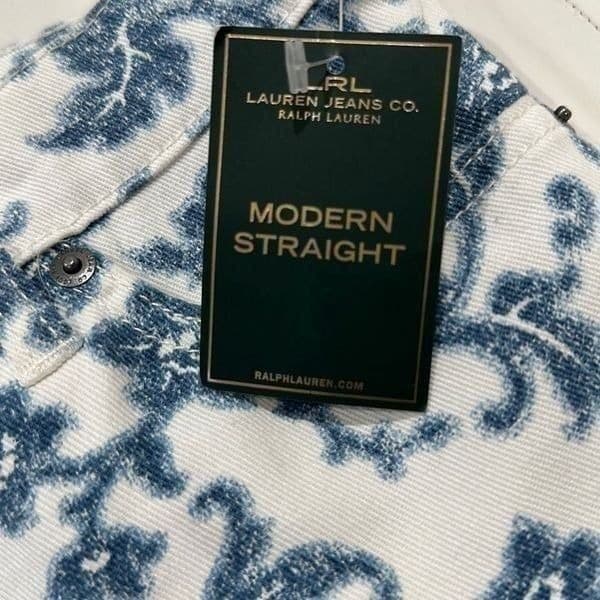 LRL
LAUREN JEANS CO.
RALPH LAUREN
MODERN
STRAIGHT
RALPHLAUREN.COM